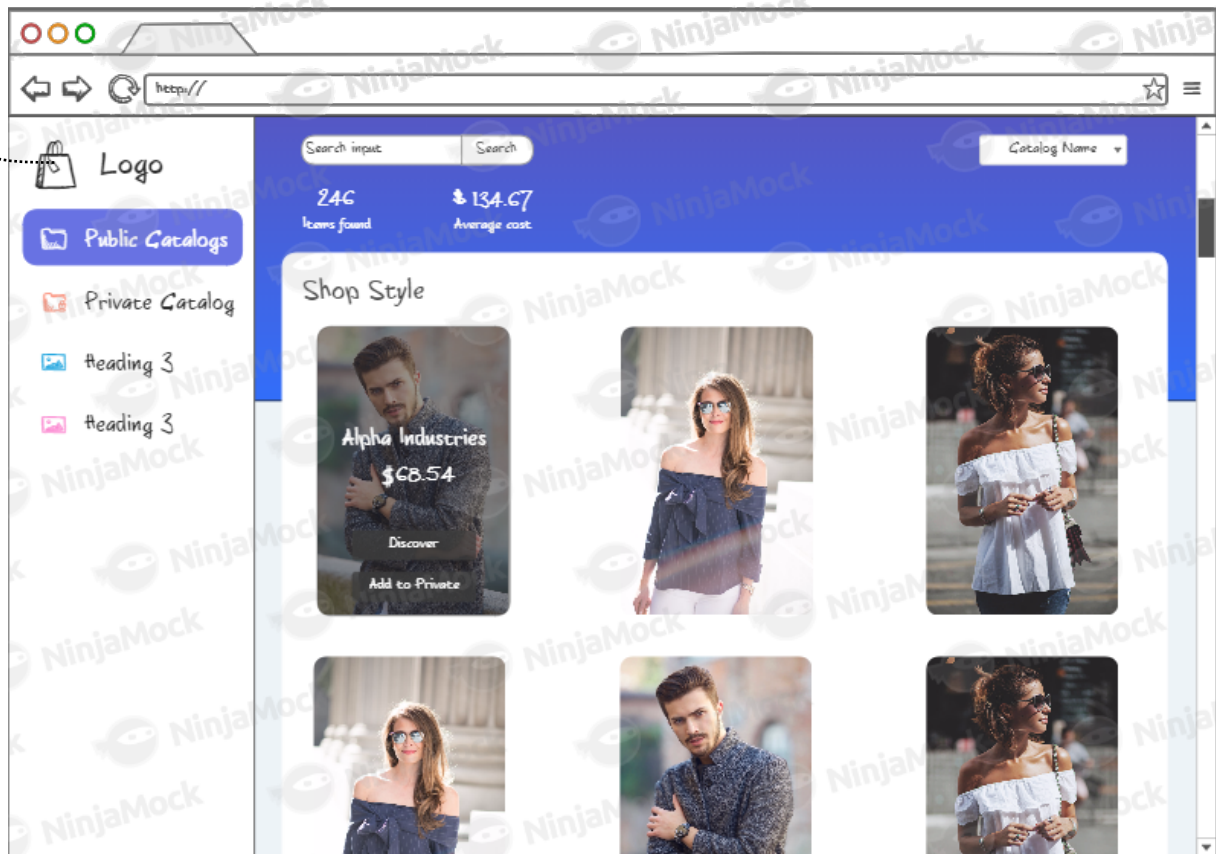 http://
Logo
Public Catalogs
Private Catalog
Heading 3
Heading 3
Search input
Search
Catalog Name
246
Items found
$ 134.67
Average cost
Shop Style
Alpha Industries
$68.54
Discover
Add to Private
NinjaMock